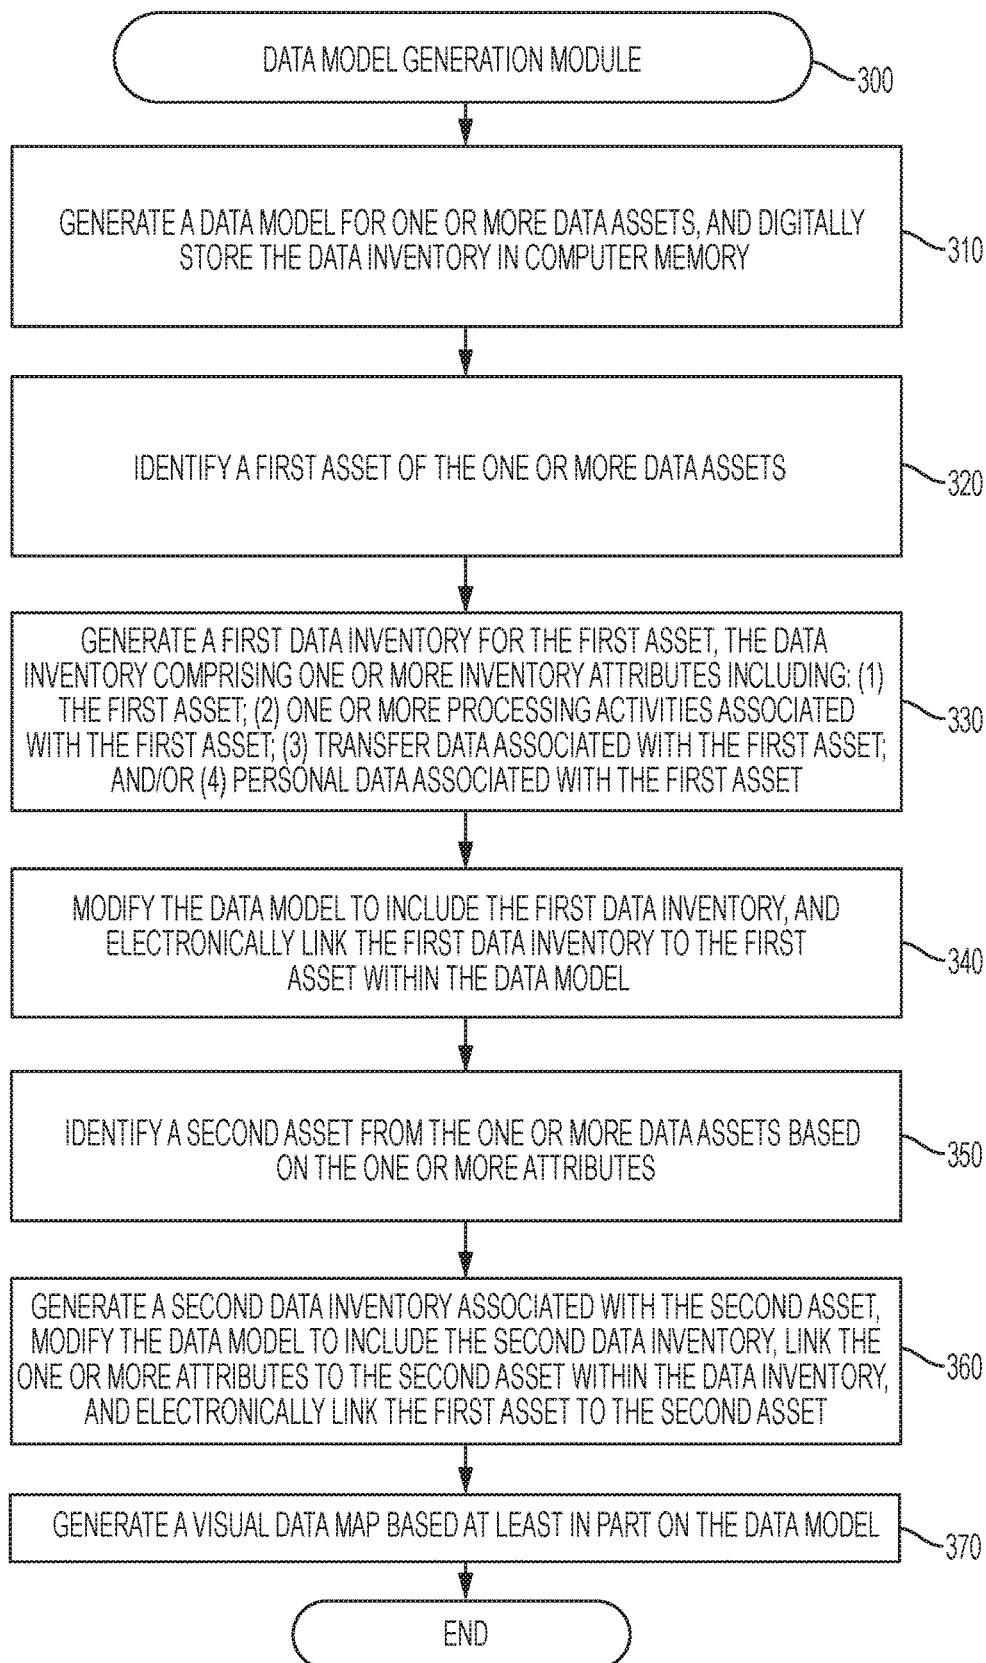 DATA MODEL GENERATION MODULE
300
GENERATE A DATA MODEL FOR ONE OR MORE DATA ASSETS, AND DIGITALLY
STORE THE DATA INVENTORY IN COMPUTER MEMORY
310
IDENTIFY A FIRST ASSET OF THE ONE OR MORE DATA ASSETS
320
GENERATE A FIRST DATA INVENTORY FOR THE FIRST ASSET, THE DATA
INVENTORY COMPRISING ONE OR MORE INVENTORY ATTRIBUTES INCLUDING: (1)
THE FIRST ASSET; (2) ONE OR MORE PROCESSING ACTIVITIES ASSOCIATED
WITH THE FIRST ASSET; (3) TRANSFER DATA ASSOCIATED WITH THE FIRST ASSET;
AND/OR (4) PERSONAL DATA ASSOCIATED WITH THE FIRST ASSET
330
MODIFY THE DATA MODEL TO INCLUDE THE FIRST DATA INVENTORY, AND
ELECTRONICALLY LINK THE FIRST DATA INVENTORY TO THE FIRST
ASSET WITHIN THE DATA MODEL
340
IDENTIFY A SECOND ASSET FROM THE ONE OR MORE DATA ASSETS BASED
ON THE ONE OR MORE ATTRIBUTES
350
GENERATE A SECOND DATA INVENTORY ASSOCIATED WITH THE SECOND ASSET,
MODIFY THE DATA MODEL TO INCLUDE THE SECOND DATA INVENTORY, LINK THE
ONE OR MORE ATTRIBUTES TO THE SECOND ASSET WITHIN THE DATA INVENTORY,
AND ELECTRONICALLY LINK THE FIRST ASSET TO THE SECOND ASSET
360
GENERATE A VISUAL DATA MAP BASED AT LEAST IN PART ON THE DATA MODEL
370
END